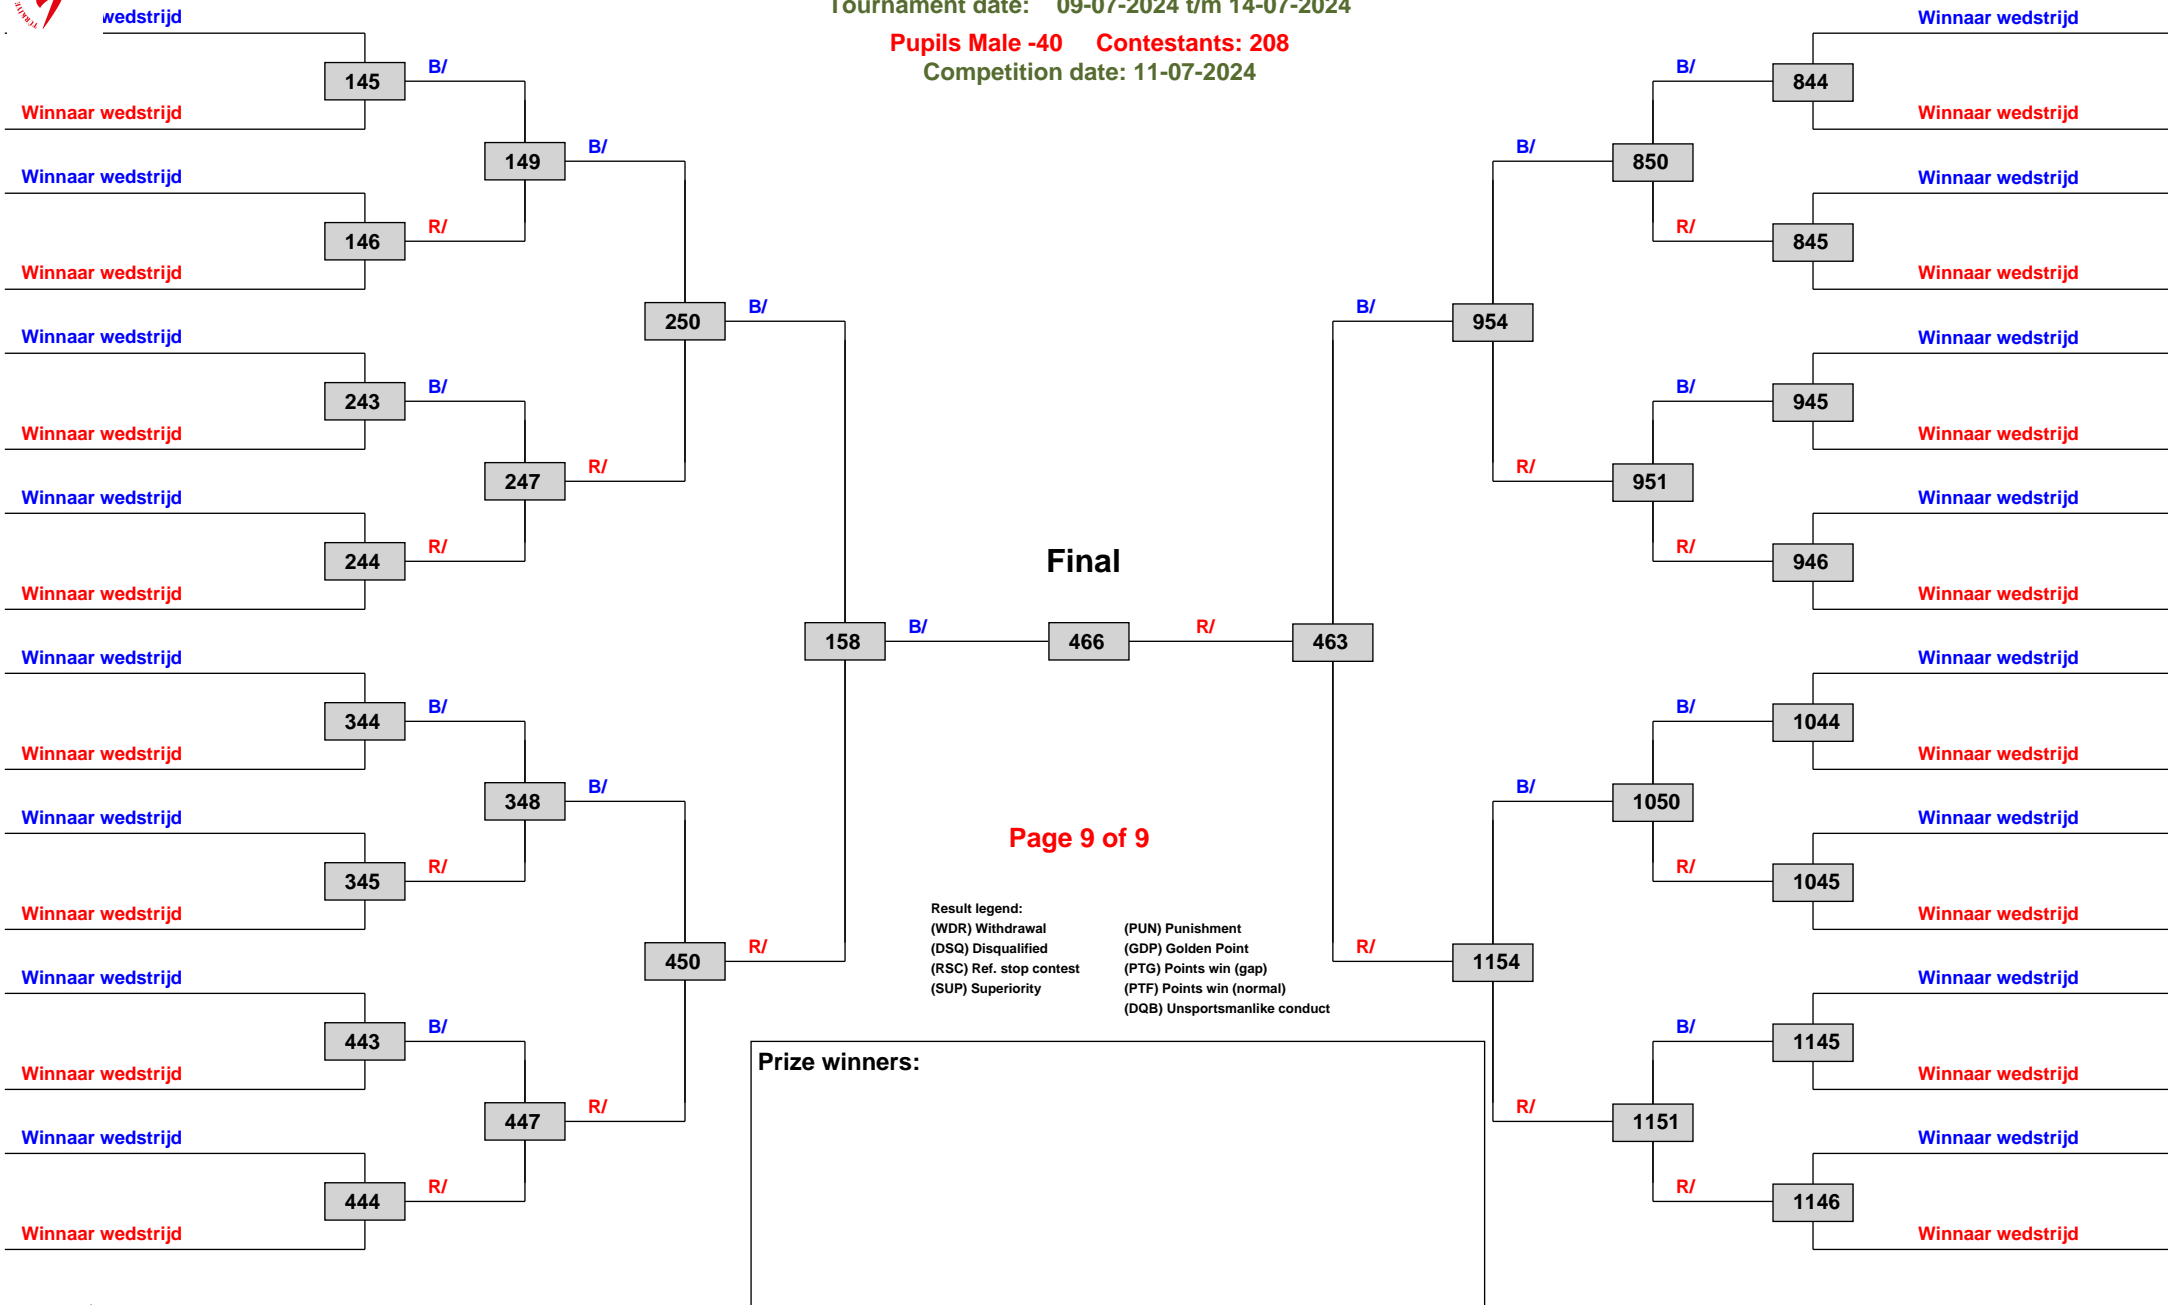 TÜRKİYE
wedstrijd
Tournament date: 09-07-2024 t/m 14-07-2024
Pupils Male -40 Contestants: 208
Competition date: 11-07-2024
145
B/
Winnaar wedstrijd
149
B/
Winnaar wedstrijd
146
R/
Winnaar wedstrijd
250
B/
Winnaar wedstrijd
243
B/
Winnaar wedstrijd
247
R/
Winnaar wedstrijd
244
R/
Winnaar wedstrijd
158
B/
Winnaar wedstrijd
344
B/
Winnaar wedstrijd
348
B/
Winnaar wedstrijd
345
R/
Winnaar wedstrijd
450
R/
Winnaar wedstrijd
443
B/
Winnaar wedstrijd
447
R/
Winnaar wedstrijd
444
R/
Winnaar wedstrijd
Final
466
R/
463
Page 9 of 9
Result legend:
(WDR) Withdrawal
(DSQ) Disqualified
(RSC) Ref. stop contest
(SUP) Superiority
(PUN) Punishment
(GDP) Golden Point
(PTG) Points win (gap)
(PTF) Points win (normal)
(DQB) Unsportsmanlike conduct
Prize winners:
Winnaar wedstrijd
B/
844
Winnaar wedstrijd
B/
850
Winnaar wedstrijd
R/
845
Winnaar wedstrijd
B/
954
Winnaar wedstrijd
B/
945
Winnaar wedstrijd
R/
951
Winnaar wedstrijd
R/
946
Winnaar wedstrijd
Winnaar wedstrijd
B/
1044
Winnaar wedstrijd
B/
1050
Winnaar wedstrijd
R/
1045
Winnaar wedstrijd
R/
1154
Winnaar wedstrijd
B/
1145
Winnaar wedstrijd
R/
1151
Winnaar wedstrijd
R/
1146
Winnaar wedstrijd